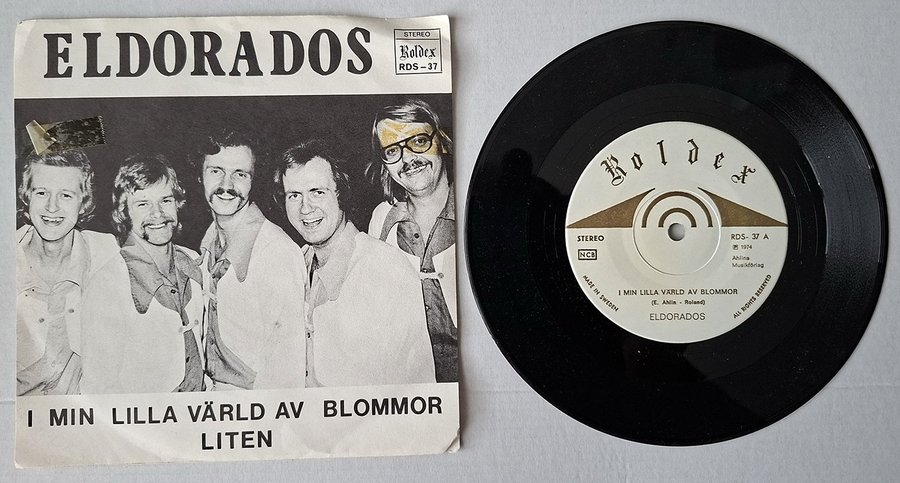 ELDORADOS
STEREO
Roldex
RDS-37
I MIN LILLA VÄRLD AV BLOMMOR
LITEN
Roldex
STEREO
NCB
RDS- 37 A
Ⓟ 1974
Ahlins
Musikförlag
I MIN LILLA VÄRLD AV BLOMMOR
(E. Ahlin - Roland)
ELDORADOS
MADE IN SWEDEN
ALL RIGHTS RESERVED